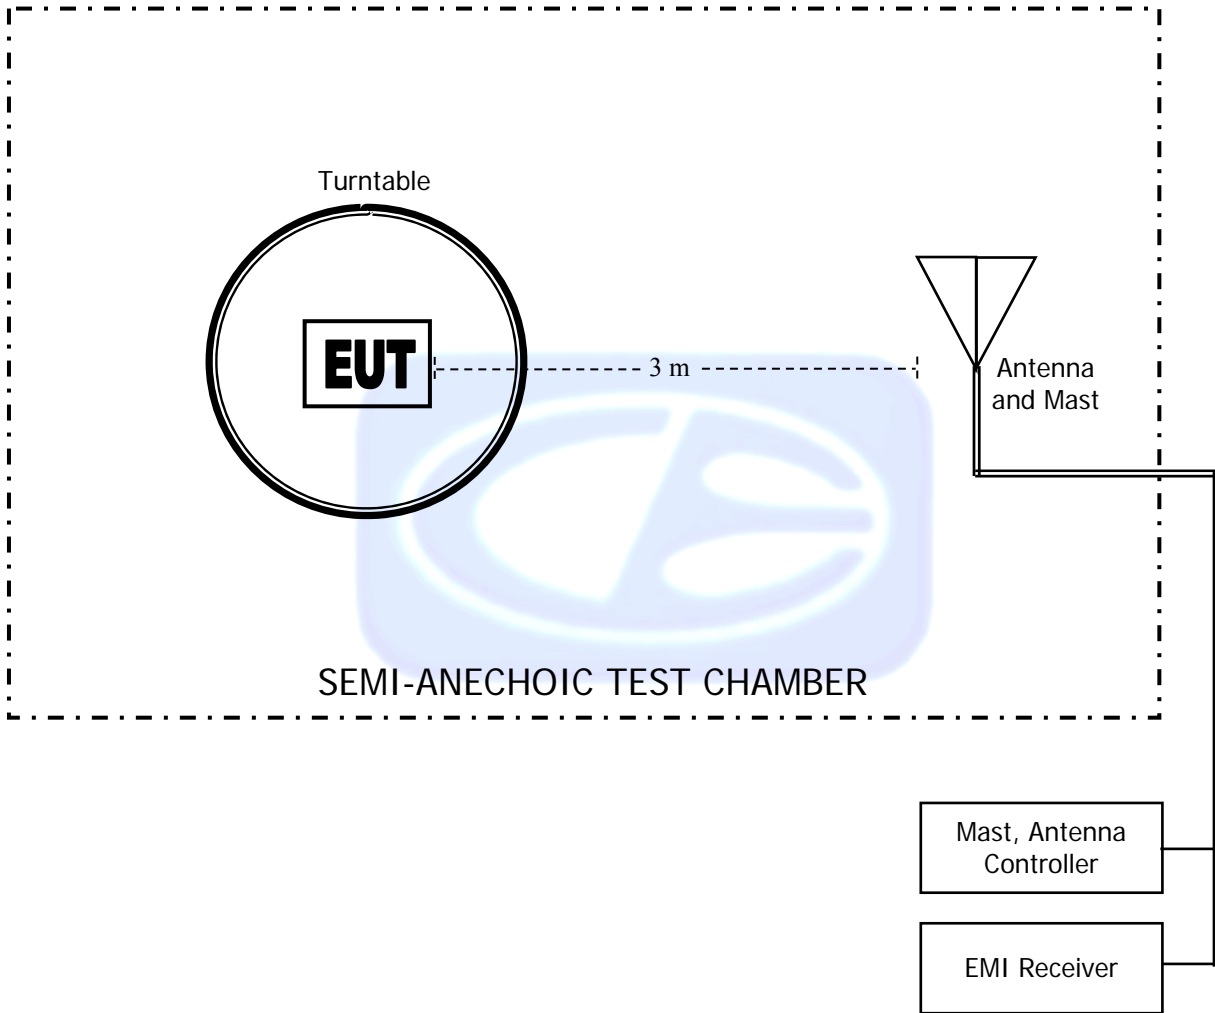 Turntable
EUT
3 m
Antenna
and Mast
SEMI-ANECHOIC TEST CHAMBER
Mast, Antenna
Controller
EMI Receiver